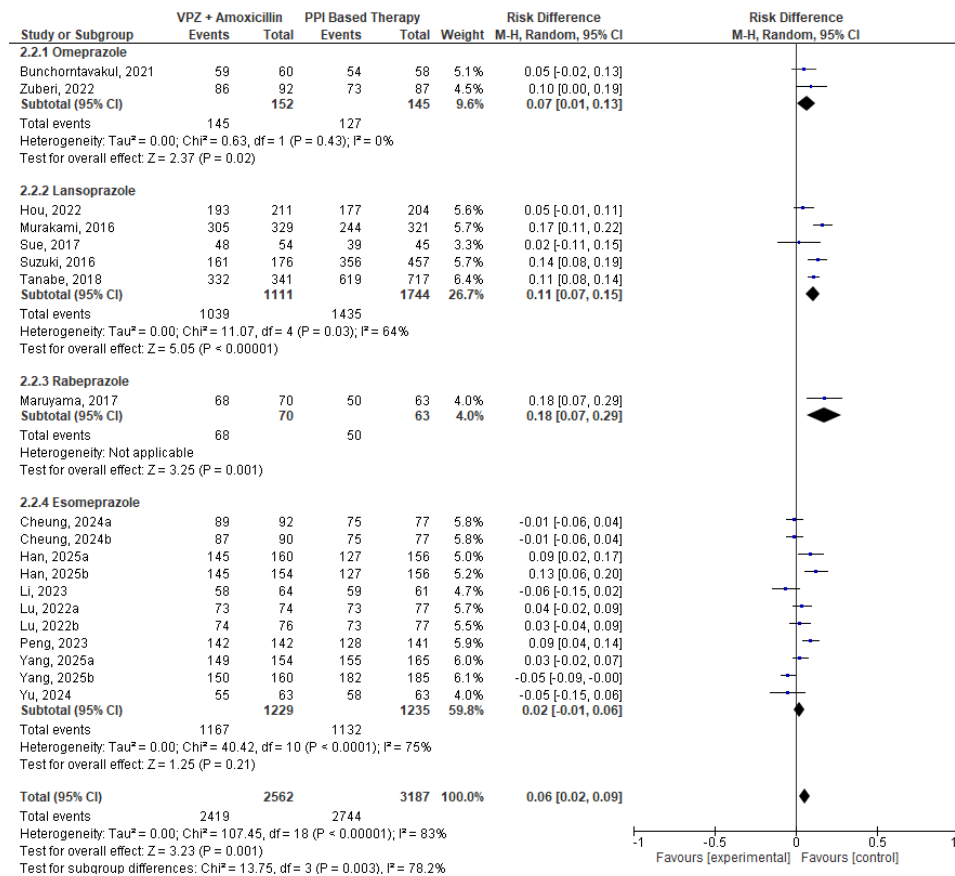 VPZ + Amoxicillin PPI Based Therapy Risk Difference Risk Difference
Study or Subgroup Events Total Events Total Weight M-H, Random, 95% CI M-H, Random, 95% CI
2.2.1 Omeprazole
Bunchorntavakul, 2021 59 60 54 58 5.1% 0.05 [-0.02, 0.13]
Zuberi, 2022 86 92 73 87 4.5% 0.10 [0.00, 0.19]
Subtotal (95% CI) 152 145 9.6% 0.07 [0.01, 0.13]
Total events 145 127
Heterogeneity: Tau² = 0.00; Chi² = 0.63, df = 1 (P = 0.43); I² = 0%
Test for overall effect: Z = 2.37 (P = 0.02)
2.2.2 Lansoprazole
Hou, 2022 193 211 177 204 5.6% 0.05 [-0.01, 0.11]
Murakami, 2016 305 329 244 321 5.7% 0.17 [0.11, 0.22]
Sue, 2017 48 54 39 45 3.3% 0.02 [-0.11, 0.15]
Suzuki, 2016 161 176 356 457 5.7% 0.14 [0.08, 0.19]
Tanabe, 2018 332 341 619 717 6.4% 0.11 [0.08, 0.14]
Subtotal (95% CI) 1111 1744 26.7% 0.11 [0.07, 0.15]
Total events 1039 1435
Heterogeneity: Tau² = 0.00; Chi² = 11.07, df = 4 (P = 0.03); I² = 64%
Test for overall effect: Z = 5.05 (P < 0.00001)
2.2.3 Rabeprazole
Maruyama, 2017 68 70 50 63 4.0% 0.18 [0.07, 0.29]
Subtotal (95% CI) 70 63 4.0% 0.18 [0.07, 0.29]
Total events 68 50
Heterogeneity: Not applicable
Test for overall effect: Z = 3.25 (P = 0.001)
2.2.4 Esomeprazole
Cheung, 2024a 89 92 75 77 5.8% -0.01 [-0.06, 0.04]
Cheung, 2024b 87 90 75 77 5.8% -0.01 [-0.06, 0.04]
Han, 2025a 145 160 127 156 5.0% 0.09 [0.02, 0.17]
Han, 2025b 145 154 127 156 5.2% 0.13 [0.06, 0.20]
Li, 2023 58 64 59 61 4.7% -0.06 [-0.15, 0.02]
Lu, 2022a 73 74 73 77 5.7% 0.04 [-0.02, 0.09]
Lu, 2022b 74 76 73 77 5.5% 0.03 [-0.04, 0.09]
Peng, 2023 142 142 128 141 5.9% 0.09 [0.04, 0.14]
Yang, 2025a 149 154 155 165 6.0% 0.03 [-0.02, 0.07]
Yang, 2025b 150 160 182 185 6.1% -0.05 [-0.09, -0.00]
Yu, 2024 55 63 58 63 4.1% -0.05 [-0.15, 0.06]
Subtotal (95% CI) 1229 1235 59.8% 0.02 [-0.01, 0.06]
Total events 1167 1132
Heterogeneity: Tau² = 0.00; Chi² = 40.42, df = 10 (P < 0.0001); I² = 75%
Test for overall effect: Z = 1.25 (P = 0.21)
Total (95% CI) 2562 3187 100.0% 0.06 [0.02, 0.09]
Total events 2419 2744
Heterogeneity: Tau² = 0.00; Chi² = 107.45, df = 18 (P < 0.00001); I² = 83%
Test for overall effect: Z = 3.23 (P = 0.001)
Test for subgroup differences: Chi² = 13.75, df = 3 (P = 0.003), I² = 78.2%
-1 -0.5 0 0.5 1
Favours [experimental] Favours [control]